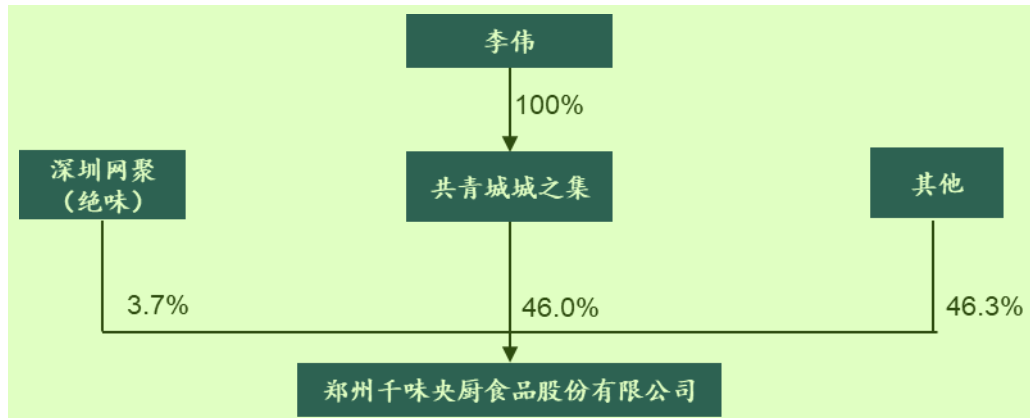 李伟
100%
深圳网聚
（绝味）
共青城城之集
其他
3.7%
46.0%
46.3%
郑州千味央厨食品股份有限公司